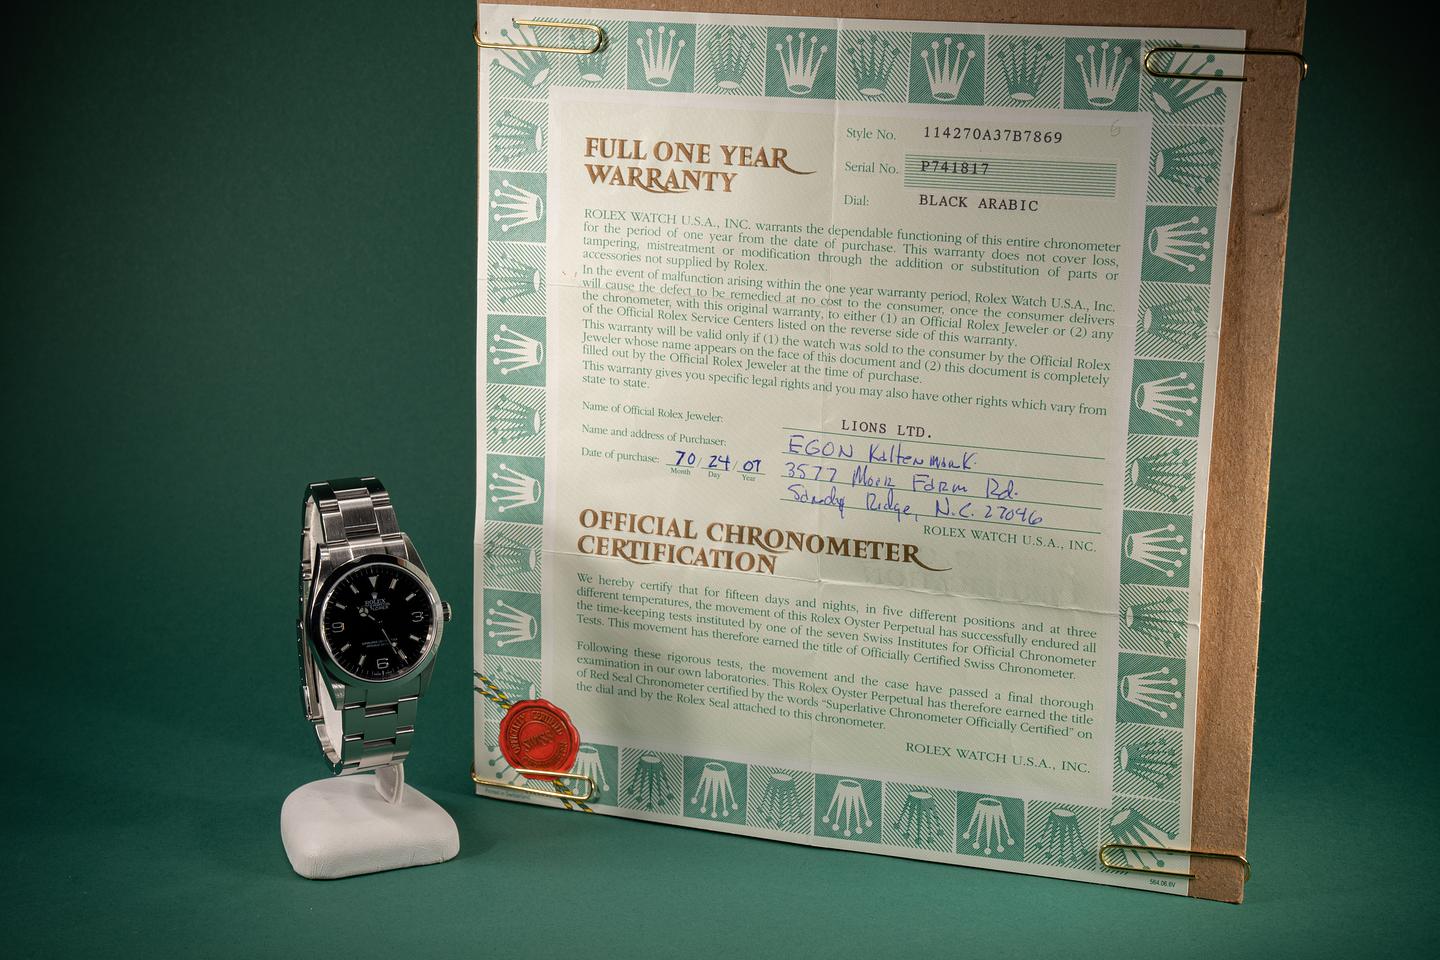 FULL ONE YEAR
WARRANTY
Style No. 114270A37B7869
Serial No. P741817
Dial: BLACK ARABIC
ROLEX WATCH U.S.A., INC. warrants the dependable functioning of this entire chronometer
for the period of one year from the date of purchase. This warranty does not cover loss,
tampering, mistreatment or modification through the addition or substitution of parts or
accessories not supplied by Rolex.
In the event of malfunction arising within the one year warranty period, Rolex Watch U.S.A., Inc.
will cause the defect to be remedied at no cost to the consumer, once the consumer delivers
the chronometer, with this original warranty, to either (1) an Official Rolex Jeweler or (2) any
of the Official Rolex Service Centers listed on the reverse side of this warranty.
This warranty will be valid only if (1) the watch was sold to the consumer by the Official Rolex
Jeweler whose name appears on the face of this document and (2) this document is completely
filled out by the Official Rolex Jeweler at the time of purchase.
This warranty gives you specific legal rights and you may also have other rights which vary from
state to state.
Name of Official Rolex Jeweler: LIONS LTD.
Name and address of Purchaser: EGON Kaltenmark
Date of purchase: 70 / 24 / 07 3577 Moir Farm Rd.
Month Day Year
Sandy Ridge, N.C. 27046
ROLEX WATCH U.S.A., INC.
OFFICIAL CHRONOMETER
CERTIFICATION
We hereby certify that for fifteen days and nights, in five different positions and at three
different temperatures, the movement of this Rolex Oyster Perpetual has successfully endured all
the time-keeping tests instituted by one of the seven Swiss Institutes for Official Chronometer
Tests. This movement has therefore earned the title of Officially Certified Swiss Chronometer.
Following these rigorous tests, the movement and the case have passed a final thorough
examination in our own laboratories. This Rolex Oyster Perpetual has therefore earned the title
of Red Seal Chronometer certified by the words "Superlative Chronometer Officially Certified" on
the dial and by the Rolex Seal attached to this chronometer.
ROLEX WATCH U.S.A., INC.
564.06.6V
ROLEX
9 3
6